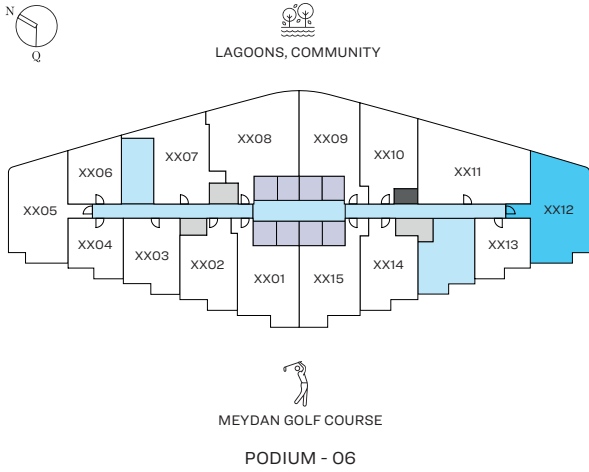 N
Q
LAGOONS, COMMUNITY
XX08
XX09
XX07
XX10
XX06
XX11
XX05
XX12
XX04
XX03
XX02
XX01
XX15
XX14
XX13
MEYDAN GOLF COURSE
PODIUM - 06